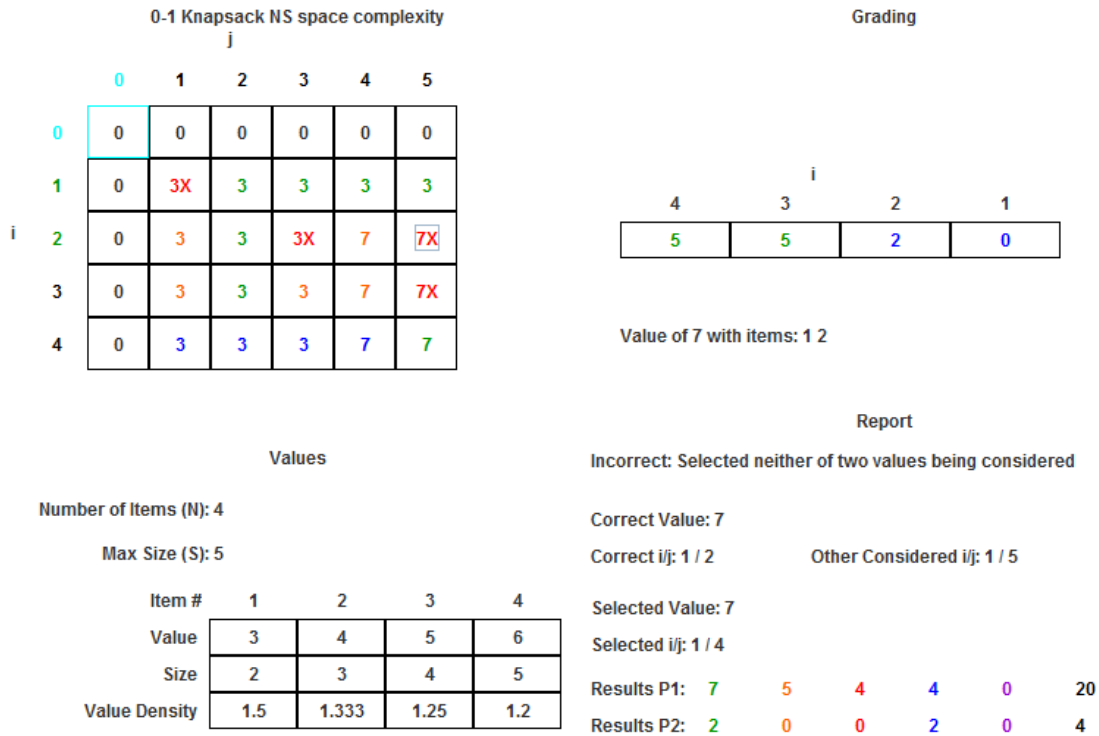 0-1 Knapsack NS space complexity
j
0 1 2 3 4 5
0 0 0 0 0 0 0
1 0 3X 3 3 3 3
i
2 0 3 3 3X 7 7X
3 0 3 3 3 7 7X
4 0 3 3 3 7 7
Grading
i
4 3 2 1
5 5 2 0
Value of 7 with items: 1 2
Values
Number of Items (N): 4
Max Size (S): 5
Item # 1 2 3 4
Value 3 4 5 6
Size 2 3 4 5
Value Density 1.5 1.333 1.25 1.2
Report
Incorrect: Selected neither of two values being considered
Correct Value: 7
Correct i/j: 1 / 2 Other Considered i/j: 1 / 5
Selected Value: 7
Selected i/j: 1 / 4
Results P1: 7 5 4 4 0 20
Results P2: 2 0 0 2 0 4